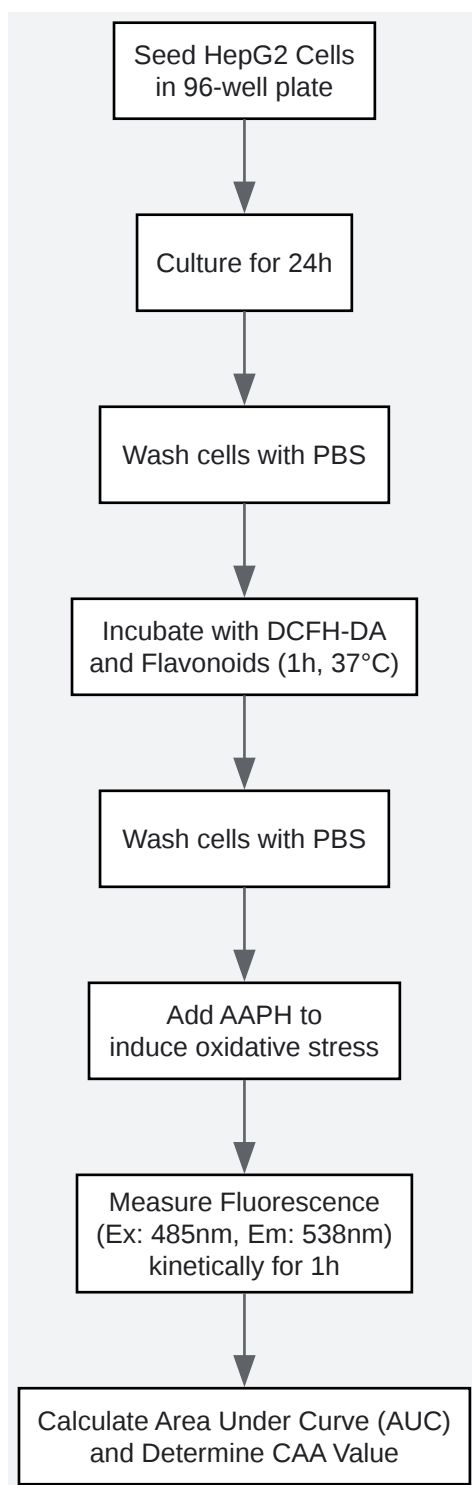 Seed HepG2 Cells
in 96-well plate
Culture for 24h
Wash cells with PBS
Incubate with DCFH-DA
and Flavonoids (1h, 37°C)
Wash cells with PBS
Add AAPH to
induce oxidative stress
Measure Fluorescence
(Ex: 485nm, Em: 538nm)
kinetically for 1h
Calculate Area Under Curve (AUC)
and Determine CAA Value